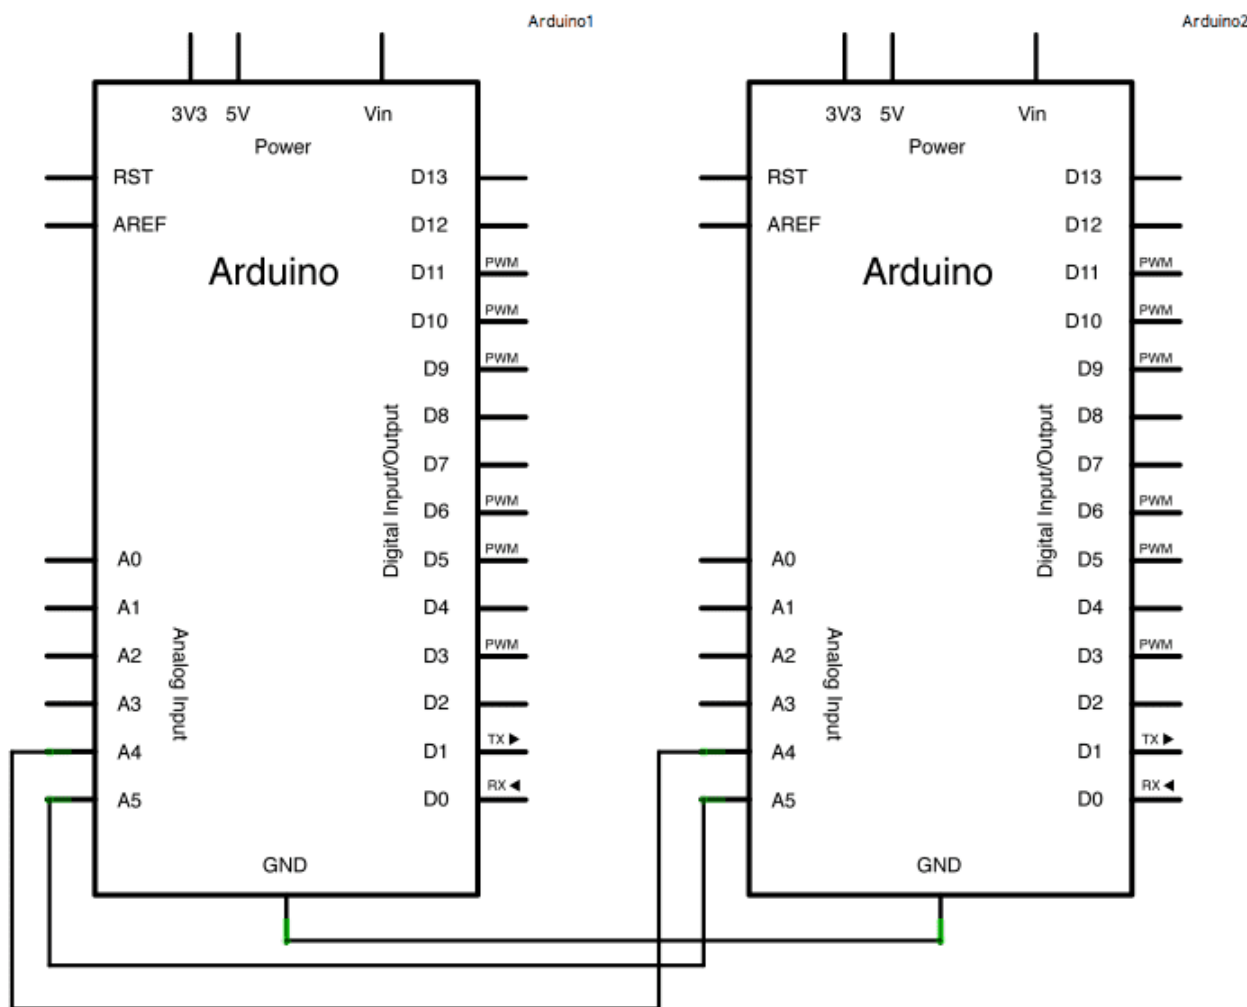 Arduino1
3V3 5V Vin
Power
RST D13
AREF D12
Arduino
D11 PWM
D10 PWM
D9 PWM
D8
D7
D6 PWM
A0 D5 PWM
A1 D4
A2 D3 PWM
A3 D2
A4 D1 TX ▶
A5 D0 RX ◀
Analog Input
Digital Input/Output
GND
Arduino2
3V3 5V Vin
Power
RST D13
AREF D12
Arduino
D11 PWM
D10 PWM
D9 PWM
D8
D7
D6 PWM
A0 D5 PWM
A1 D4
A2 D3 PWM
A3 D2
A4 D1 TX ▶
A5 D0 RX ◀
Analog Input
Digital Input/Output
GND